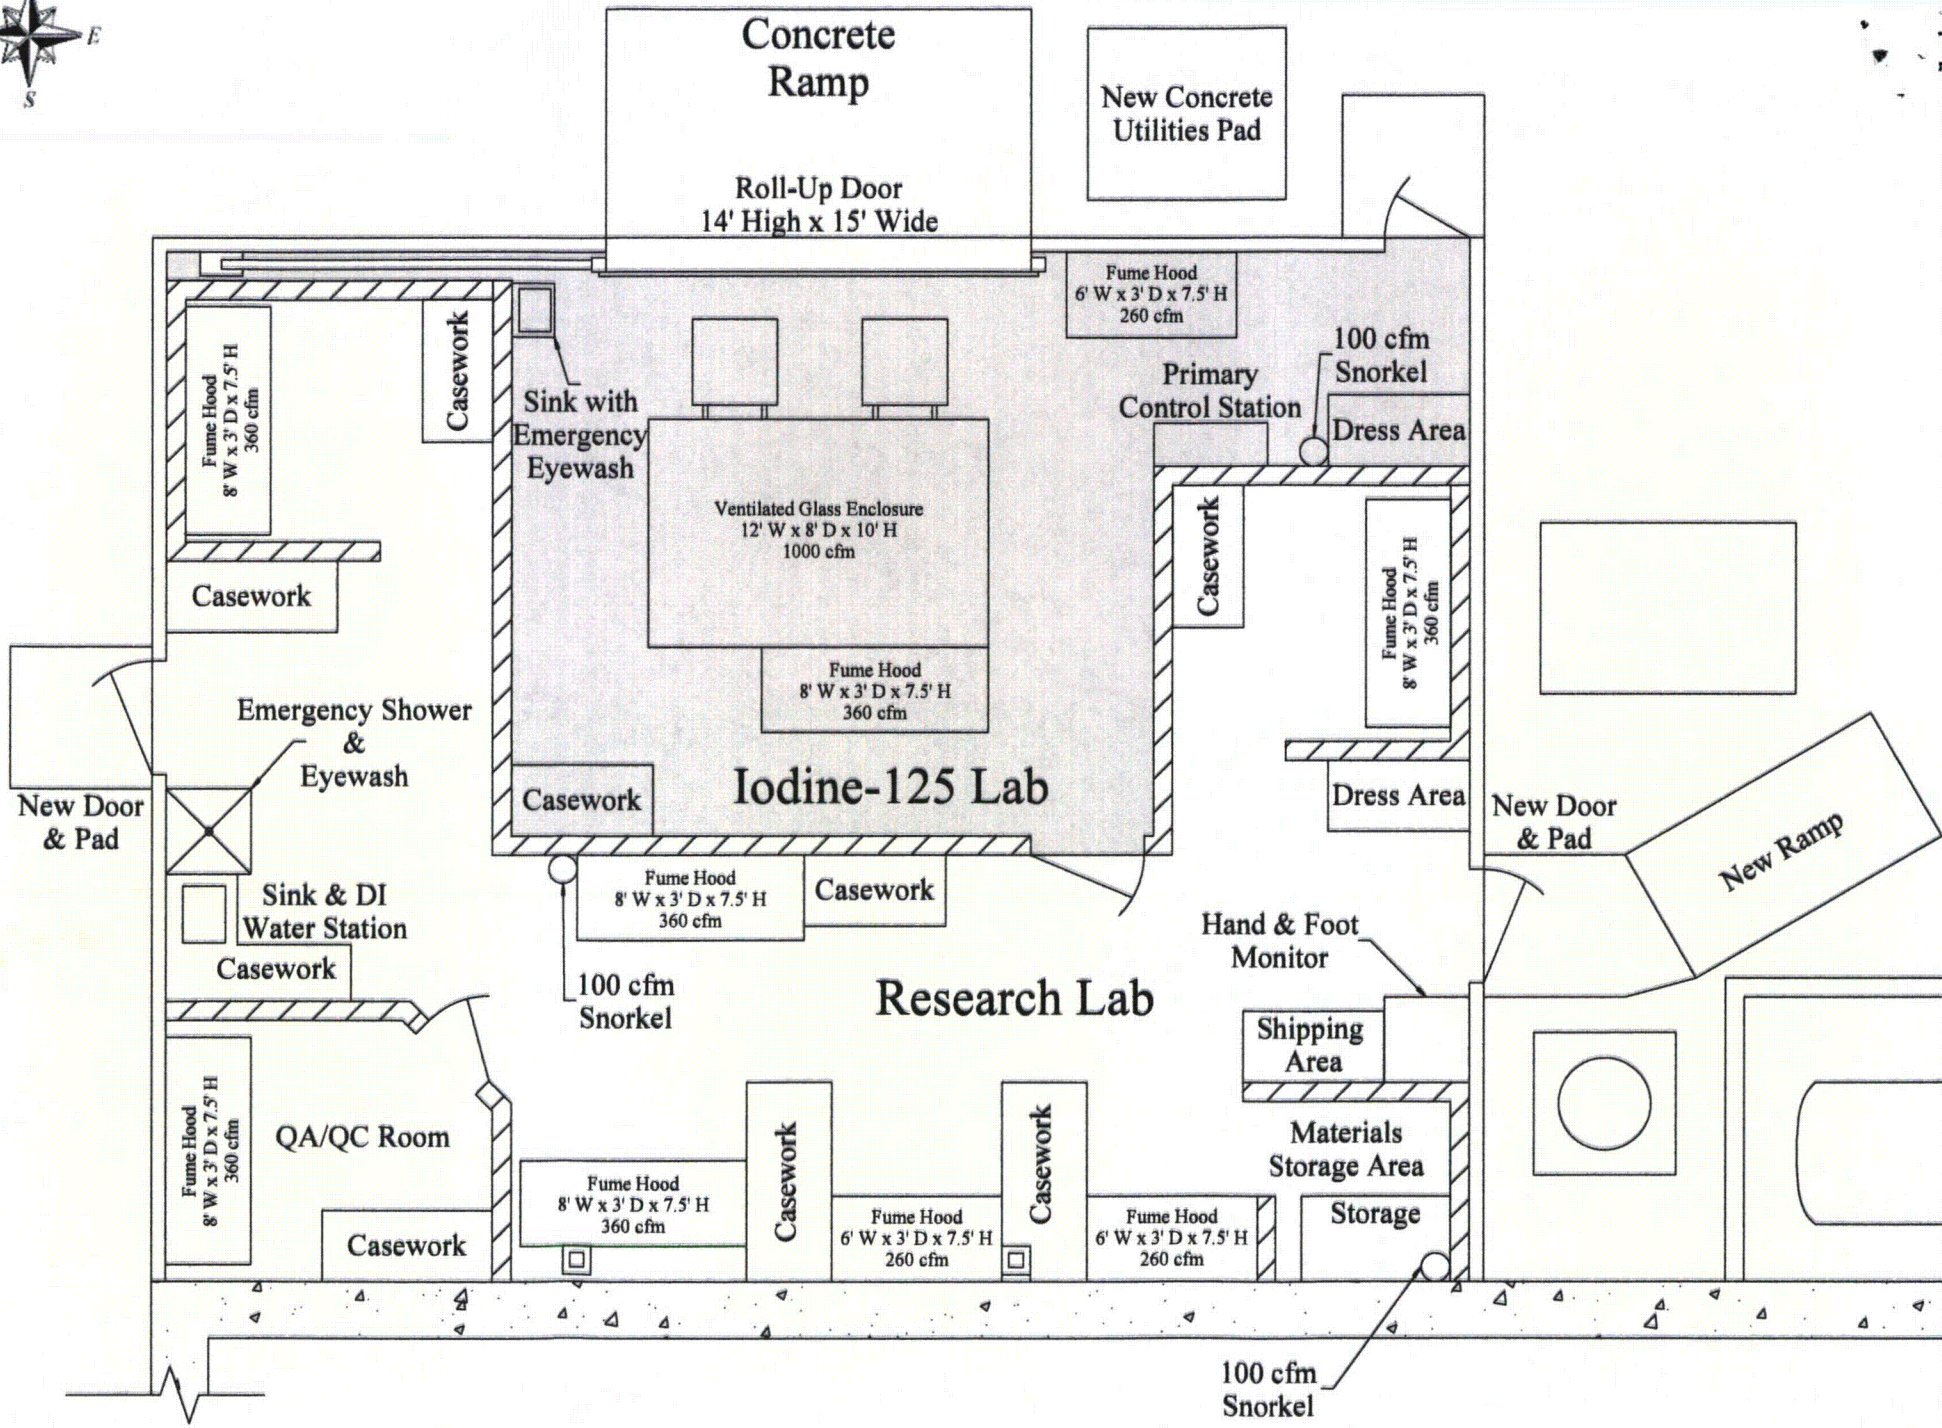 E
S
Concrete
Ramp
Roll-Up Door
14' High x 15' Wide
New Concrete
Utilities Pad
Fume Hood
6' W x 3' D x 7.5' H
260 cfm
100 cfm
Snorkel
Primary
Control Station
Dress Area
Fume Hood
8' W x 3' D x 7.5' H
360 cfm
Casework
Sink with
Emergency
Eyewash
Ventilated Glass Enclosure
12' W x 8' D x 10' H
1000 cfm
Casework
Fume Hood
8' W x 3' D x 7.5' H
360 cfm
Casework
Fume Hood
8' W x 3' D x 7.5' H
360 cfm
Emergency Shower
&
Eyewash
Casework
Iodine-125 Lab
Dress Area
New Door
& Pad
New Door
& Pad
New Ramp
Sink & DI
Water Station
Casework
Fume Hood
8' W x 3' D x 7.5' H
360 cfm
Casework
100 cfm
Snorkel
Research Lab
Hand & Foot
Monitor
Shipping
Area
Fume Hood
8' W x 3' D x 7.5' H
360 cfm
QA/QC Room
Casework
Fume Hood
8' W x 3' D x 7.5' H
360 cfm
Casework
Fume Hood
6' W x 3' D x 7.5' H
260 cfm
Casework
Fume Hood
6' W x 3' D x 7.5' H
260 cfm
Materials
Storage Area
Storage
100 cfm
Snorkel